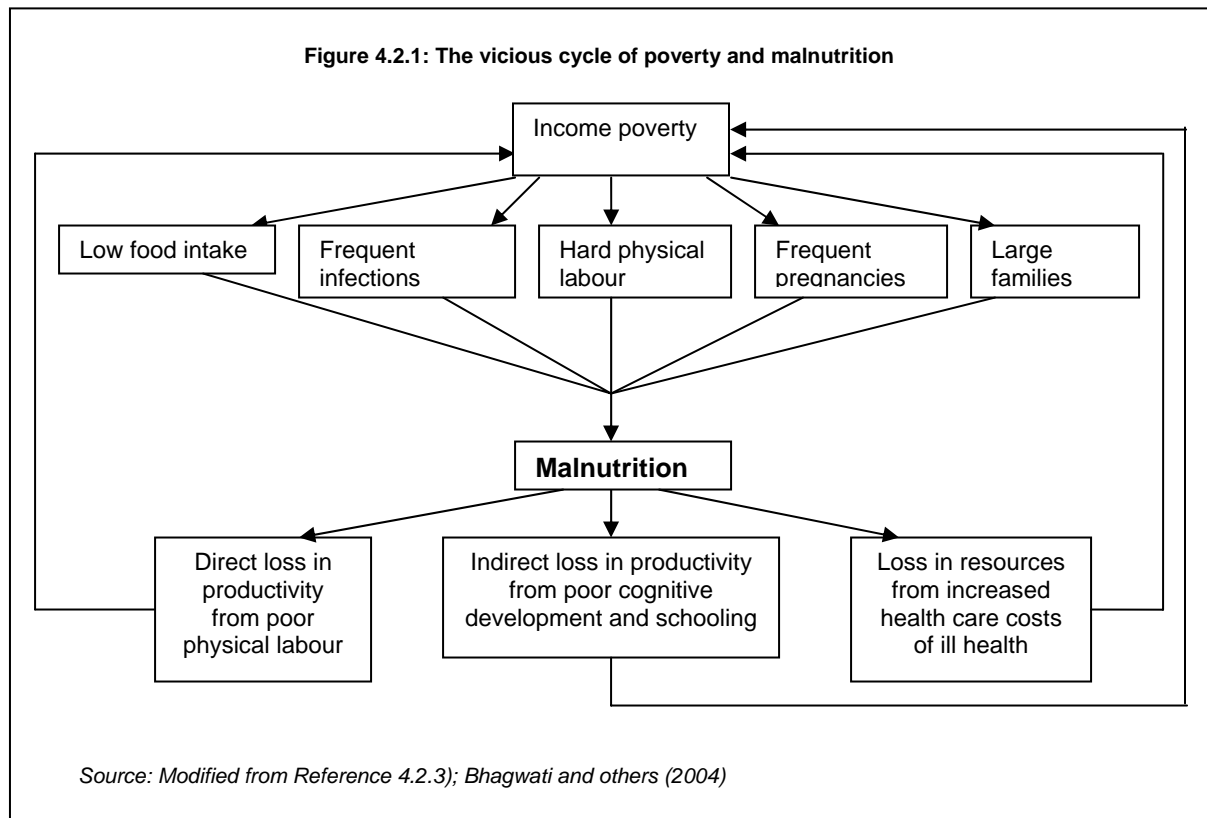 Figure 4.2.1: The vicious cycle of poverty and malnutrition
Income poverty
Low food intake
Frequent
infections
Hard physical
labour
Frequent
pregnancies
Large
families
Malnutrition
Direct loss in
productivity
from poor
physical labour
Indirect loss in productivity
from poor cognitive
development and schooling
Loss in resources
from increased
health care costs
of ill health
Source: Modified from Reference 4.2.3); Bhagwati and others (2004)